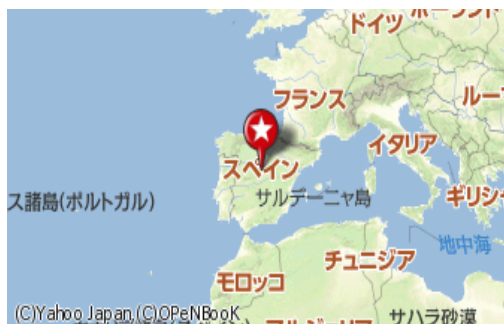 ドイツ
フランス
イタリア
スペイン
サルデーニャ島
ス諸島(ポルトガル)
ギリシ
地中海
チュニジア
モロッコ
(C)Yahoo Japan,(C)OPeNBooK
サハラ砂漠